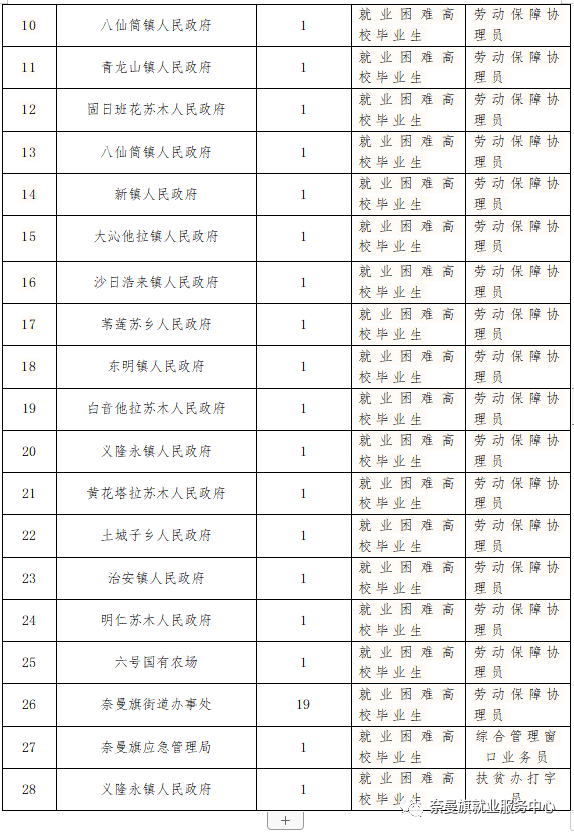 10 八仙筒镇人民政府 1 就业困难高校毕业生 劳动保障协理员
11 青龙山镇人民政府 1 就业困难高校毕业生 劳动保障协理员
12 固日班花苏木人民政府 1 就业困难高校毕业生 劳动保障协理员
13 八仙筒镇人民政府 1 就业困难高校毕业生 劳动保障协理员
14 新镇人民政府 1 就业困难高校毕业生 劳动保障协理员
15 大沁他拉镇人民政府 1 就业困难高校毕业生 劳动保障协理员
16 沙日浩来镇人民政府 1 就业困难高校毕业生 劳动保障协理员
17 苇莲苏乡人民政府 1 就业困难高校毕业生 劳动保障协理员
18 东明镇人民政府 1 就业困难高校毕业生 劳动保障协理员
19 白音他拉苏木人民政府 1 就业困难高校毕业生 劳动保障协理员
20 义隆永镇人民政府 1 就业困难高校毕业生 劳动保障协理员
21 黄花塔拉苏木人民政府 1 就业困难高校毕业生 劳动保障协理员
22 土城子乡人民政府 1 就业困难高校毕业生 劳动保障协理员
23 治安镇人民政府 1 就业困难高校毕业生 劳动保障协理员
24 明仁苏木人民政府 1 就业困难高校毕业生 劳动保障协理员
25 六号国有农场 1 就业困难高校毕业生 劳动保障协理员
26 奈曼旗街道办事处 19 就业困难高校毕业生 劳动保障协理员
27 奈曼旗应急管理局 1 就业困难高校毕业生 综合管理窗口业务员
28 义隆永镇人民政府 1 就业困难高校毕业生 扶贫办打字员
奈曼旗就业服务中心
+